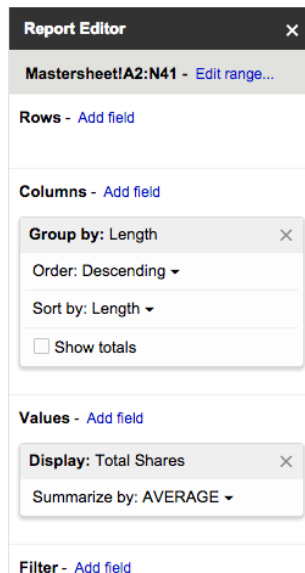 Report Editor ×
Mastersheet!A2:N41 - Edit range...
Rows - Add field
Columns - Add field
Group by: Length ×
Order: Descending
Sort by: Length
Show totals
Values - Add field
Display: Total Shares ×
Summarize by: AVERAGE
Filter - Add field